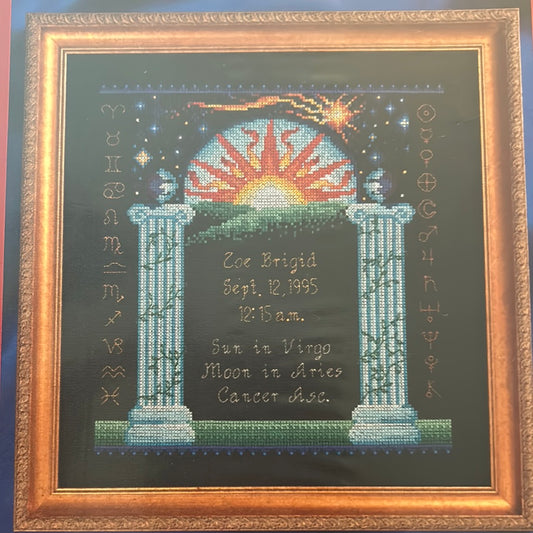 Zoe Brigid
Sept. 12, 1995
12:15 a.m.
Sun in Virgo
Moon in Aries
Cancer Asc.